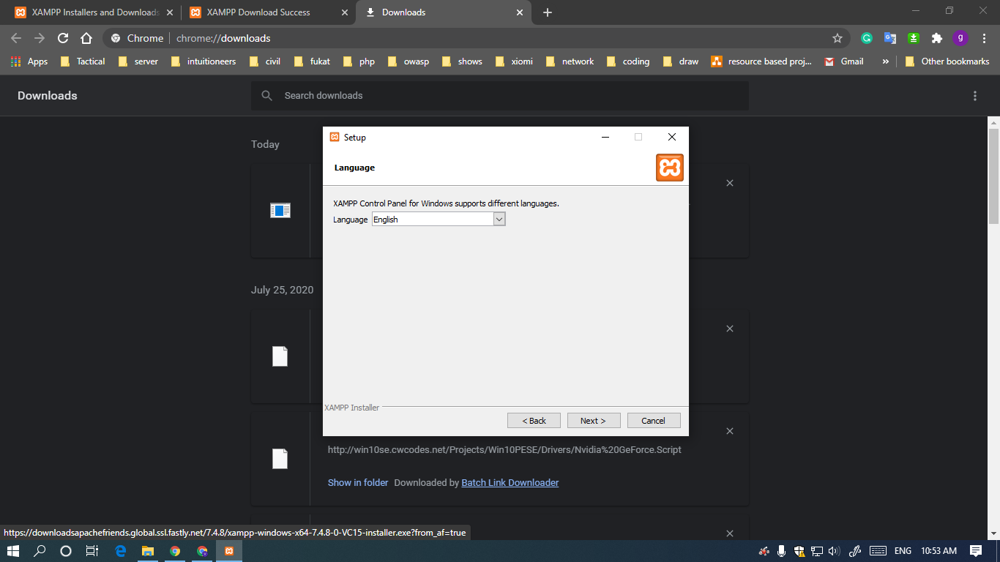 XAMPP Installers and Downloads
XAMPP Download Success
Downloads
Chrome chrome://downloads g
Apps Tactical server intuitioneers civil fukat php owasp shows xiomi network coding draw resource based proj... Gmail » Other bookmarks
Downloads
Search downloads
Today
Setup
Language
XAMPP Control Panel for Windows supports different languages.
Language English
July 25, 2020
XAMPP Installer
< Back Next > Cancel
http://win10se.cwcodes.net/Projects/Win10PESE/Drivers/Nvidia%20GeForce.Script
Show in folder Downloaded by Batch Link Downloader
https://downloadsapachefriends.global.ssl.fastly.net/7.4.8/xampp-windows-x64-7.4.8-0-VC15-installer.exe?from_af=true
ENG 10:53 AM